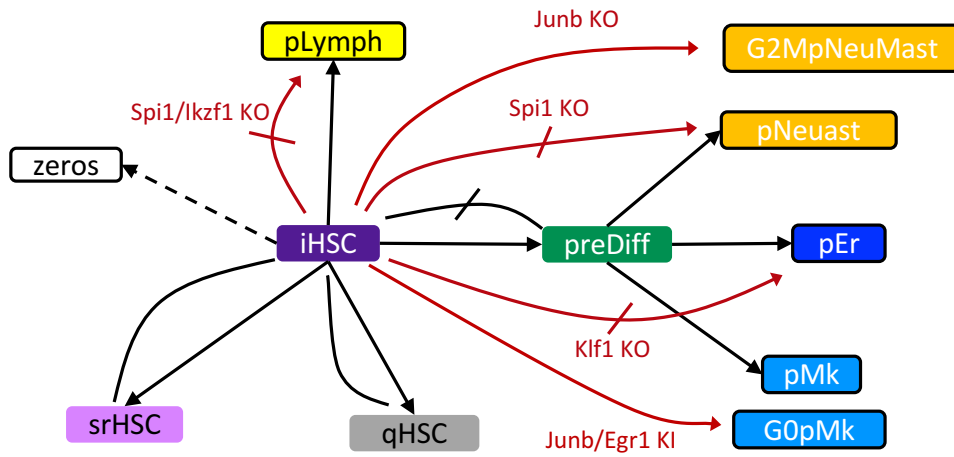 Junb KO
pLymph
G2MpNeuMast
Spi1/Ikzf1 KO
Spi1 KO
pNeuast
zeros
iHSC
preDiff
pEr
Klf1 KO
pMk
srHSC
qHSC
Junb/Egr1 KI
G0pMk